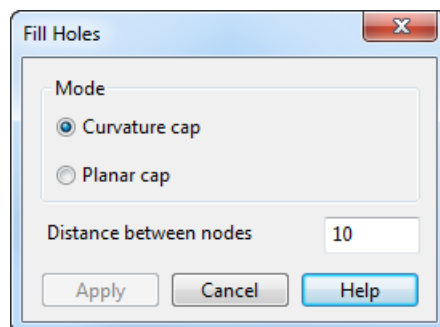 Fill Holes
Mode
Curvature cap
Planar cap
Distance between nodes 10
Apply Cancel Help